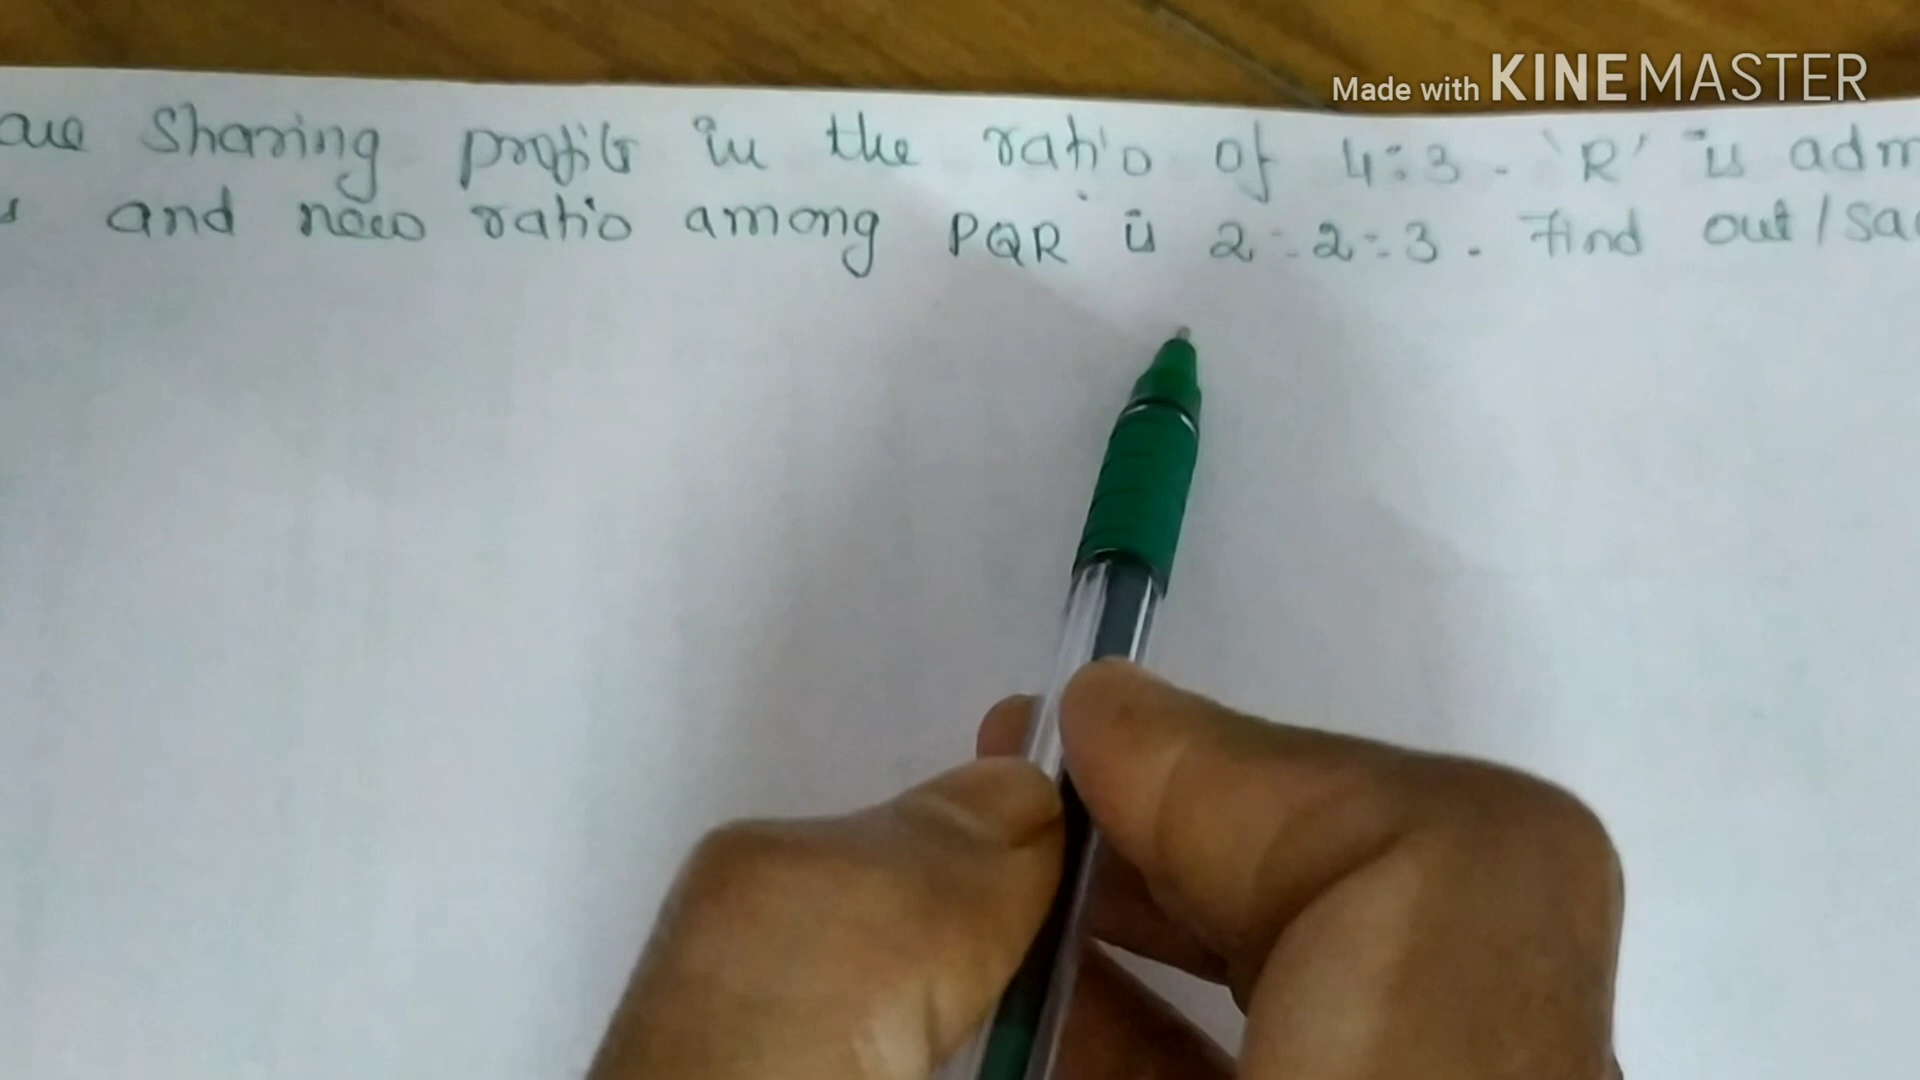 Made with KINEMASTER
are sharing profits in the ratio of 4:3. 'R' is adm
and new ratio among PQR is 2:2:3. Find out / Sac